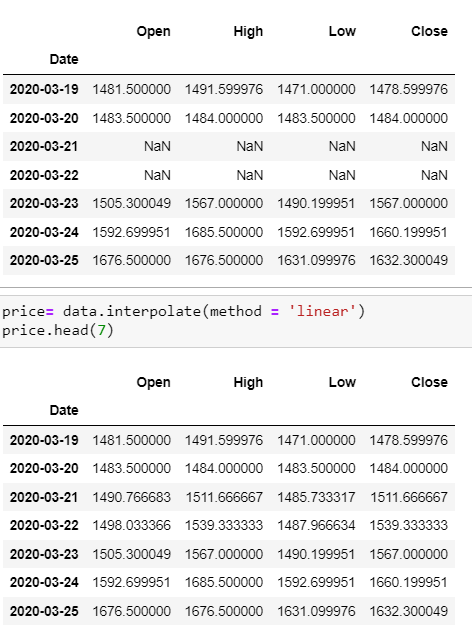 Open High Low Close
Date
2020-03-19 1481.500000 1491.599976 1471.000000 1478.599976
2020-03-20 1483.500000 1484.000000 1483.500000 1484.000000
2020-03-21 NaN NaN NaN NaN
2020-03-22 NaN NaN NaN NaN
2020-03-23 1505.300049 1567.000000 1490.199951 1567.000000
2020-03-24 1592.699951 1685.500000 1592.699951 1660.199951
2020-03-25 1676.500000 1676.500000 1631.099976 1632.300049
price= data.interpolate(method = 'linear')
price.head(7)
Open High Low Close
Date
2020-03-19 1481.500000 1491.599976 1471.000000 1478.599976
2020-03-20 1483.500000 1484.000000 1483.500000 1484.000000
2020-03-21 1490.766683 1511.666667 1485.733317 1511.666667
2020-03-22 1498.033366 1539.333333 1487.966634 1539.333333
2020-03-23 1505.300049 1567.000000 1490.199951 1567.000000
2020-03-24 1592.699951 1685.500000 1592.699951 1660.199951
2020-03-25 1676.500000 1676.500000 1631.099976 1632.300049